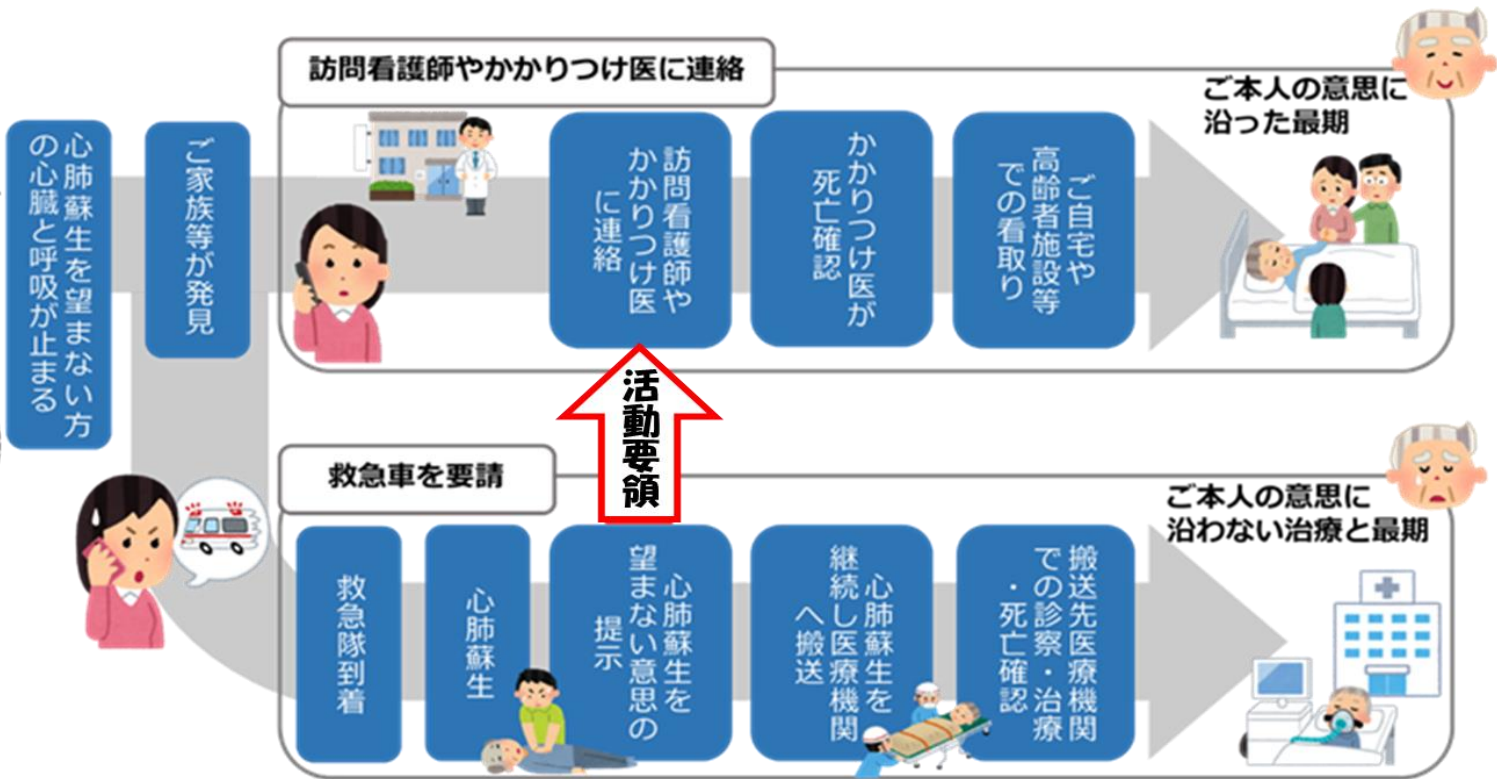 心肺蘇生を望まない方
の心臓と呼吸が止まる
ご家族等が発見
訪問看護師やかかりつけ医に連絡
訪問看護師や
かかりつけ医
に連絡
かかりつけ医が
死亡確認
ご自宅や
高齢者施設等
での看取り
ご本人の意思に
沿った最期
活動要領
救急車を要請
救急隊到着
心肺蘇生
心肺蘇生を
望まない意思の
提示
心肺蘇生を
継続し医療機関
へ搬送
搬送先医療機関
での診察・治療
・死亡確認
ご本人の意思に
沿わない治療と最期